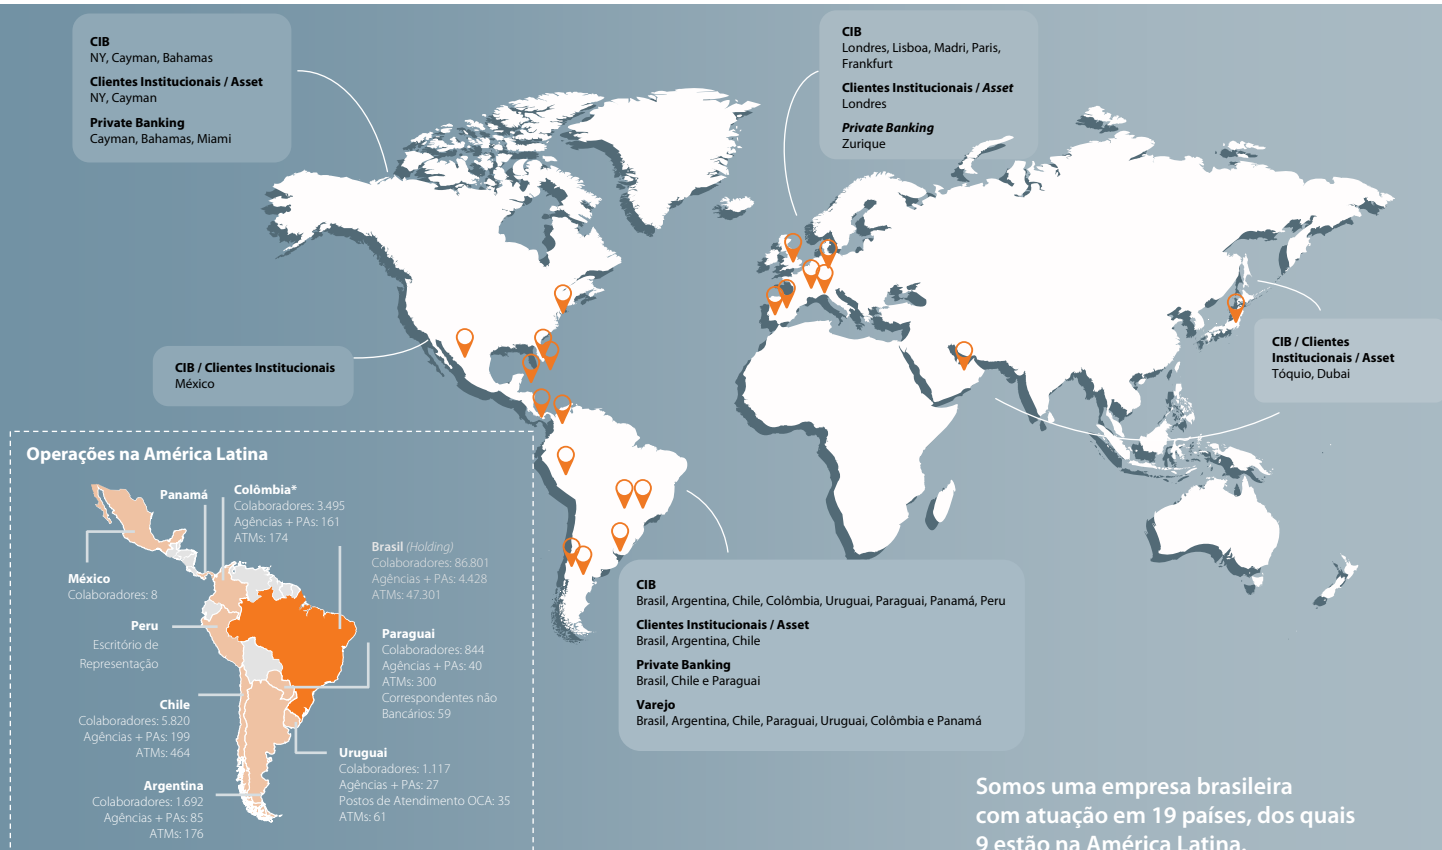 CIB
NY, Cayman, Bahamas
Clientes Institucionais / Asset
NY, Cayman
Private Banking
Cayman, Bahamas, Miami
CIB
Londres, Lisboa, Madri, Paris,
Frankfurt
Clientes Institucionais / Asset
Londres
Private Banking
Zurique
CIB / Clientes Institucionais
México
CIB / Clientes
Institucionais / Asset
Tóquio, Dubai
CIB
Brasil, Argentina, Chile, Colômbia, Uruguai, Paraguai, Panamá, Peru
Clientes Institucionais / Asset
Brasil, Argentina, Chile
Private Banking
Brasil, Chile e Paraguai
Varejo
Brasil, Argentina, Chile, Paraguai, Uruguai, Colômbia e Panamá
Operações na América Latina
Panamá
Colômbia*
Colaboradores: 3.495
Agências + PAs: 161
ATMs: 174
Brasil (Holding)
Colaboradores: 86.801
Agências + PAs: 4.428
ATMs: 47.301
México
Colaboradores: 8
Peru
Escritório de
Representação
Paraguai
Colaboradores: 844
Agências + PAs: 40
ATMs: 300
Correspondentes não
Bancários: 59
Chile
Colaboradores: 5.820
Agências + PAs: 199
ATMs: 464
Uruguai
Colaboradores: 1.117
Agências + PAs: 27
Postos de Atendimento OCA: 35
ATMs: 61
Argentina
Colaboradores: 1.692
Agências + PAs: 85
ATMs: 176
Somos uma empresa brasileira
com atuação em 19 países, dos quais
9 estão na América Latina.